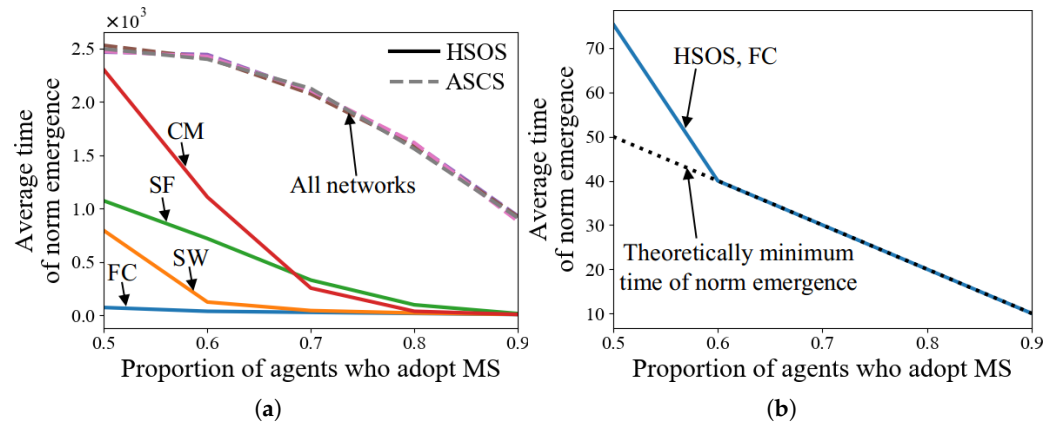 ×10³
2.5
2.0
1.5
1.0
0.5
0.0
Average time
of norm emergence
HSOS
ASCS
CM
All networks
SF
SW
FC
0.5 0.6 0.7 0.8 0.9
Proportion of agents who adopt MS
(a)
70
60
50
40
30
20
10
Average time
of norm emergence
HSOS, FC
Theoretically minimum
time of norm emergence
0.5 0.6 0.7 0.8 0.9
Proportion of agents who adopt MS
(b)